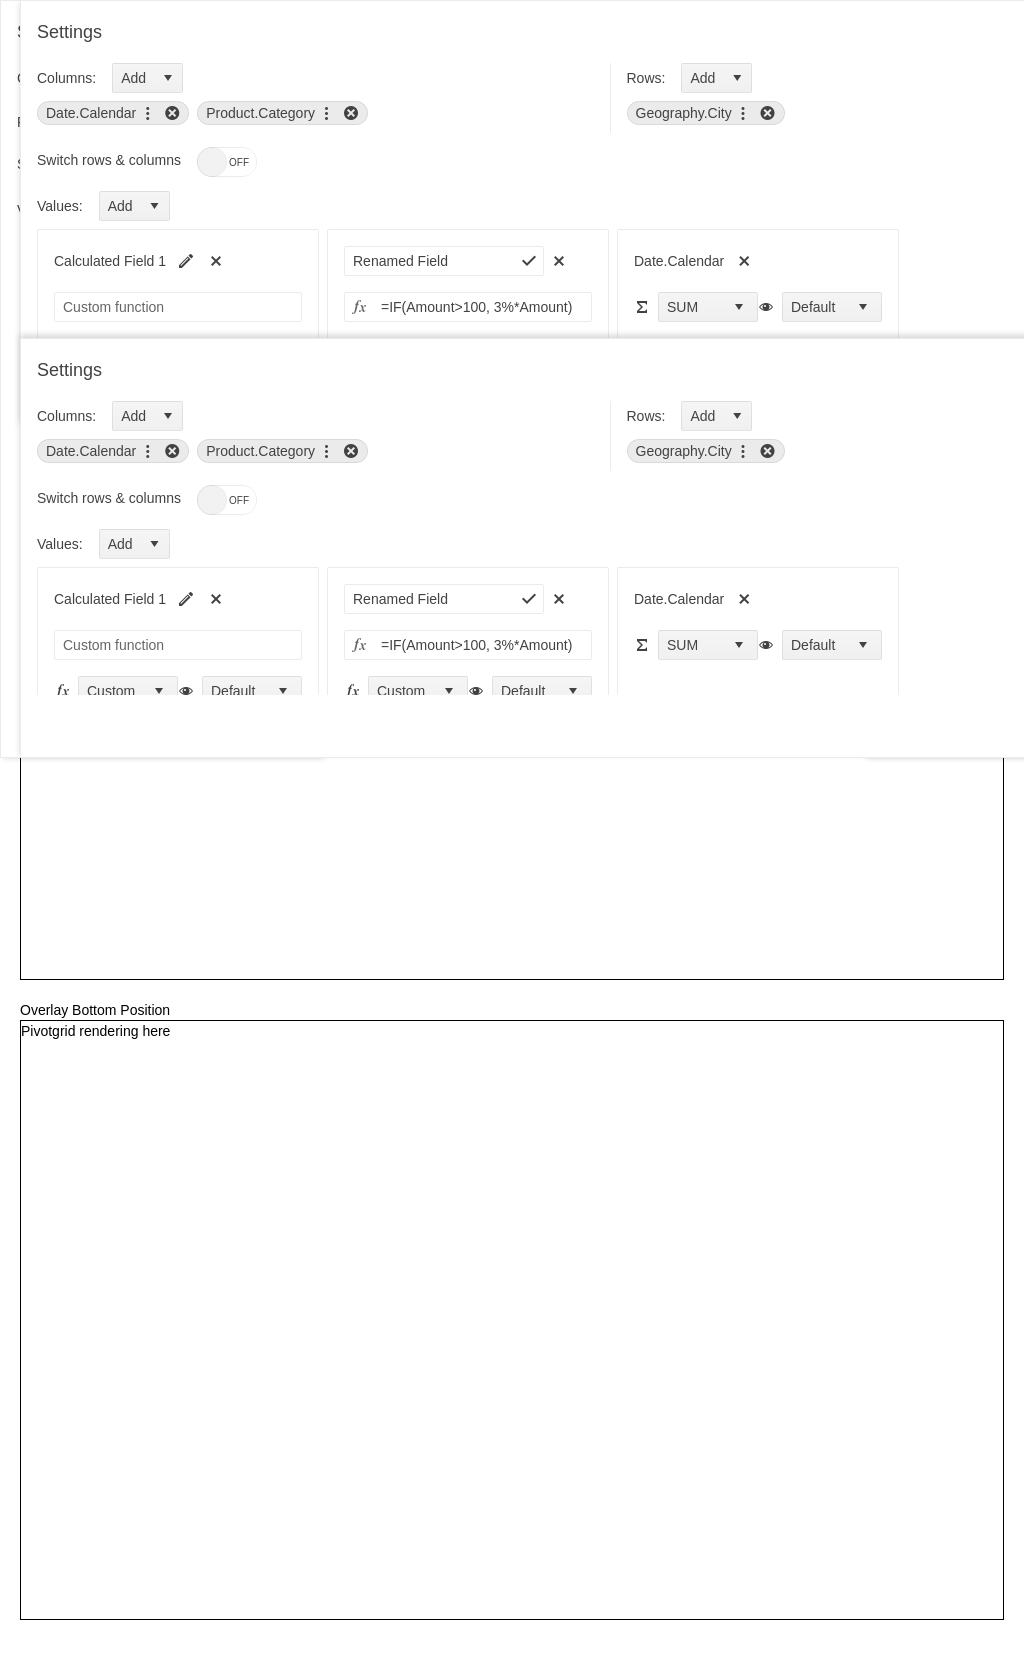 Settings
Columns: Add Rows: Add
Date.Calendar Product.Category Geography.City
Switch rows & columns OFF
Values: Add
Calculated Field 1 Renamed Field Date.Calendar
Custom function fx =IF(Amount>100, 3%*Amount) Σ SUM Default
Settings
Columns: Add Rows: Add
Date.Calendar Product.Category Geography.City
Switch rows & columns OFF
Values: Add
Calculated Field 1 Renamed Field Date.Calendar
Custom function fx =IF(Amount>100, 3%*Amount) Σ SUM Default
fx Custom Default fx Custom Default
Overlay Bottom Position
Pivotgrid rendering here